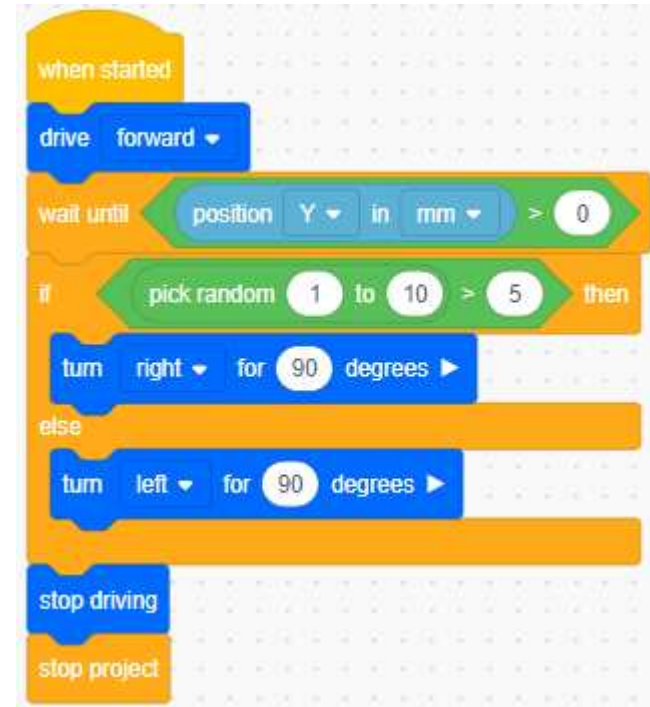 when started
drive forward
wait until position Y in mm > 0
if pick random 1 to 10 > 5 then
turn right for 90 degrees
else
turn left for 90 degrees
stop driving
stop project